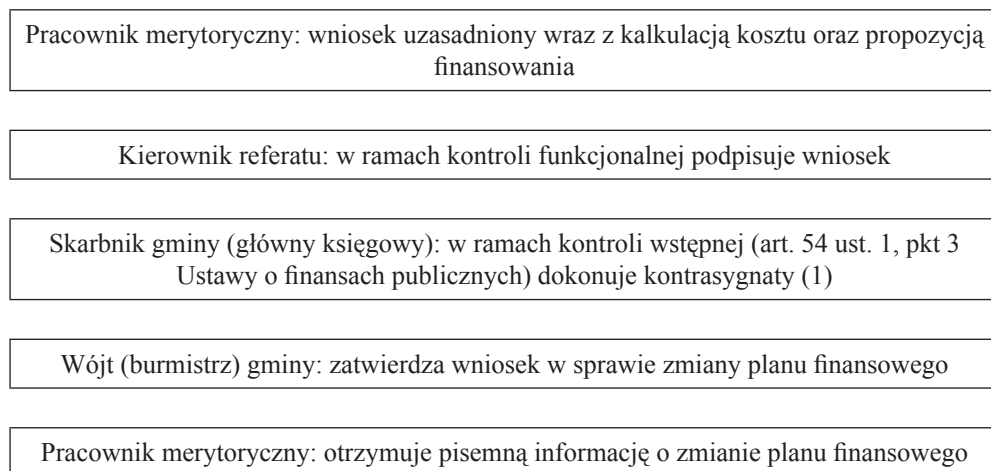 Pracownik merytoryczny: wniosek uzasadniony wraz z kalkulacją kosztu oraz propozycją
finansowania
Kierownik referatu: w ramach kontroli funkcjonalnej podpisuje wniosek
Skarbnik gminy (główny księgowy): w ramach kontroli wstępnej (art. 54 ust. 1, pkt 3
Ustawy o finansach publicznych) dokonuje kontrasygnaty (1)
Wójt (burmistrz) gminy: zatwierdza wniosek w sprawie zmiany planu finansowego
Pracownik merytoryczny: otrzymuje pisemną informację o zmianie planu finansowego